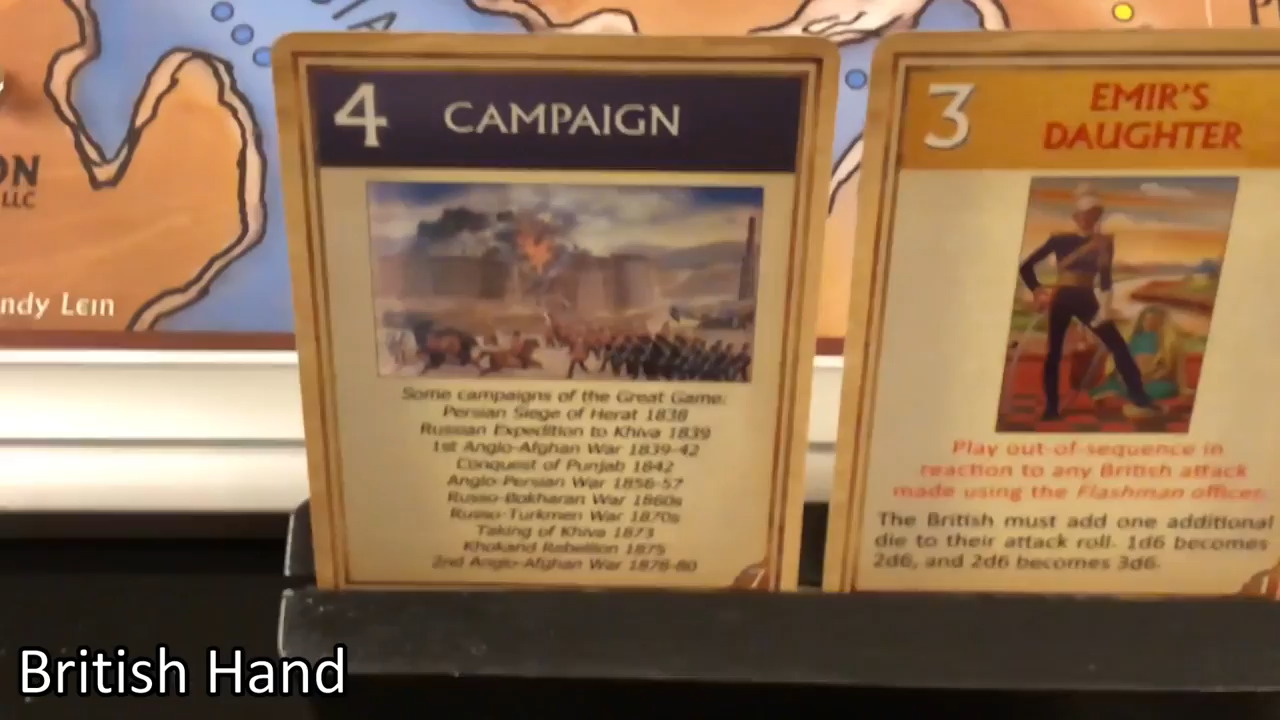 ON
LLC
ndy Lein
4
CAMPAIGN
Some campaigns of the Great Game:
Persian Siege of Herat 1838
Russian Expedition to Khiva 1839
1st Anglo-Afghan War 1839-42
Conquest of Punjab 1842
Anglo-Persian War 1856-57
Russo-Bokharan War 1860s
Russo-Turkmen War 1870s
Taking of Khiva 1873
Khokand Rebellion 1875
2nd Anglo-Afghan War 1878-80
7
3
EMIR'S
DAUGHTER
Play out-of-sequence in
reaction to any British attack
made using the Flashman officer.
The British must add one additional
die to their attack roll. 1d6 becomes
2d6, and 2d6 becomes 3d6.
British Hand